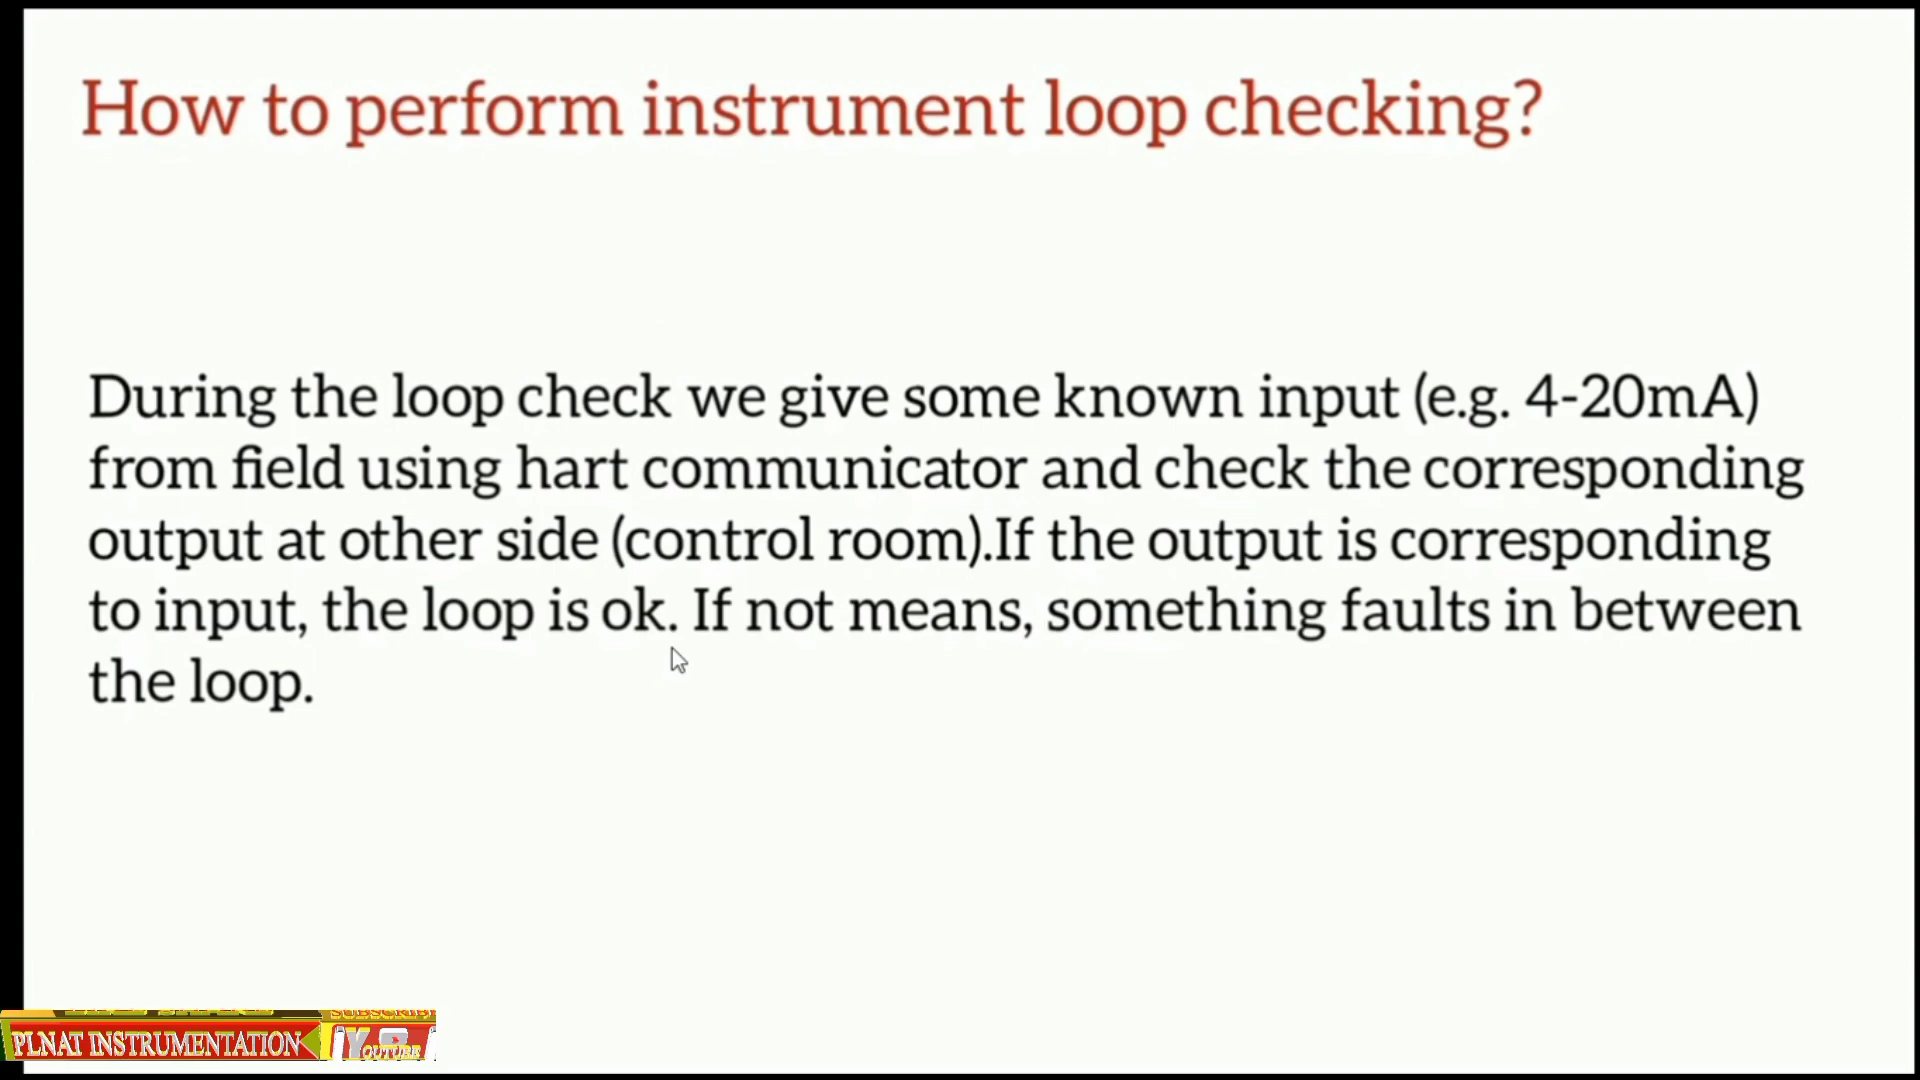 How to perform instrument loop checking?
During the loop check we give some known input (e.g. 4-20mA)
from field using hart communicator and check the corresponding
output at other side (control room).If the output is corresponding
to input, the loop is ok. If not means, something faults in between
the loop.
SUBSCRIBE
PLNAT INSTRUMENTATION
YOUTUBE